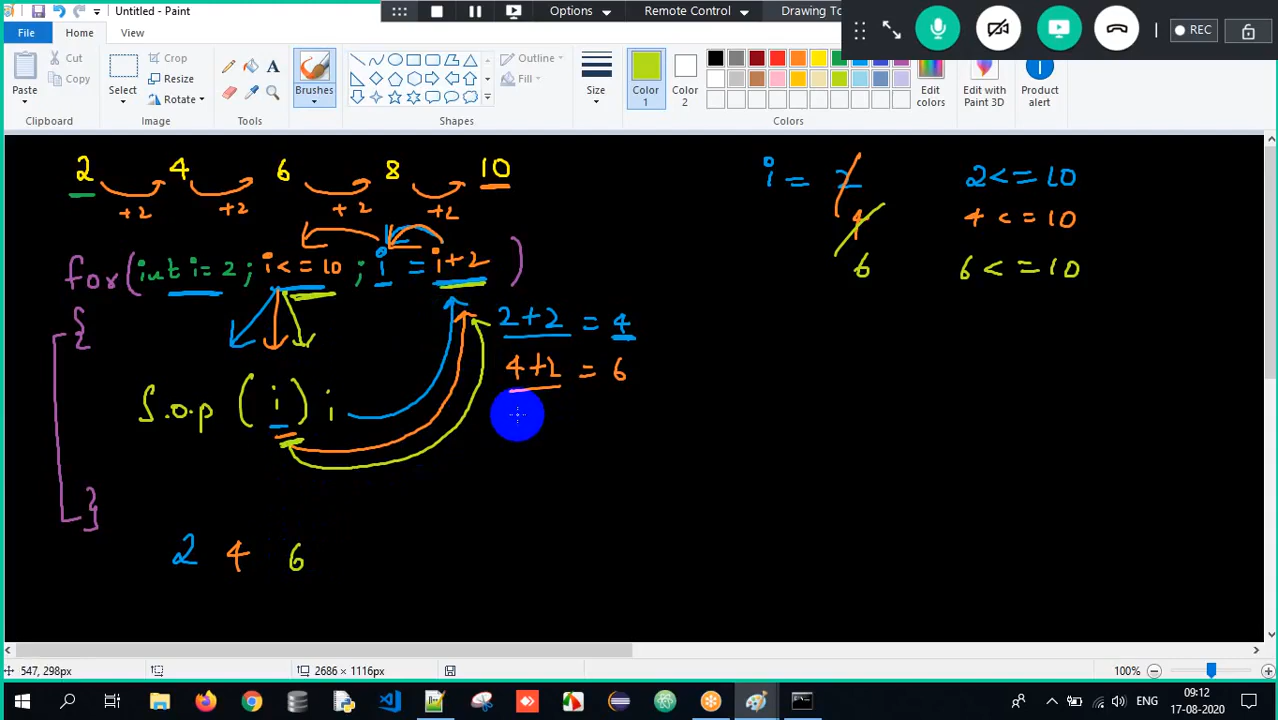 Untitled - Paint
Options
Remote Control
Drawing To
REC
File
Home
View
Paste
Cut
Copy
Clipboard
Select
Crop
Resize
Rotate
Image
A
Tools
Brushes
Shapes
Outline
Fill
Size
Color 1
Color 2
Colors
Edit colors
Edit with Paint 3D
Product alert
2 4 6 8 10
+2 +2 +2 +2
for(int i=2; i<=10; i = i+2)
{
S.o.p (i) i
}
2+2 = 4
4+2 = 6
2 4 6
i = 2
4
6
2<=10
4<=10
6<=10
547, 298px
2686 × 1116px
100%
ENG
09:12
17-08-2020